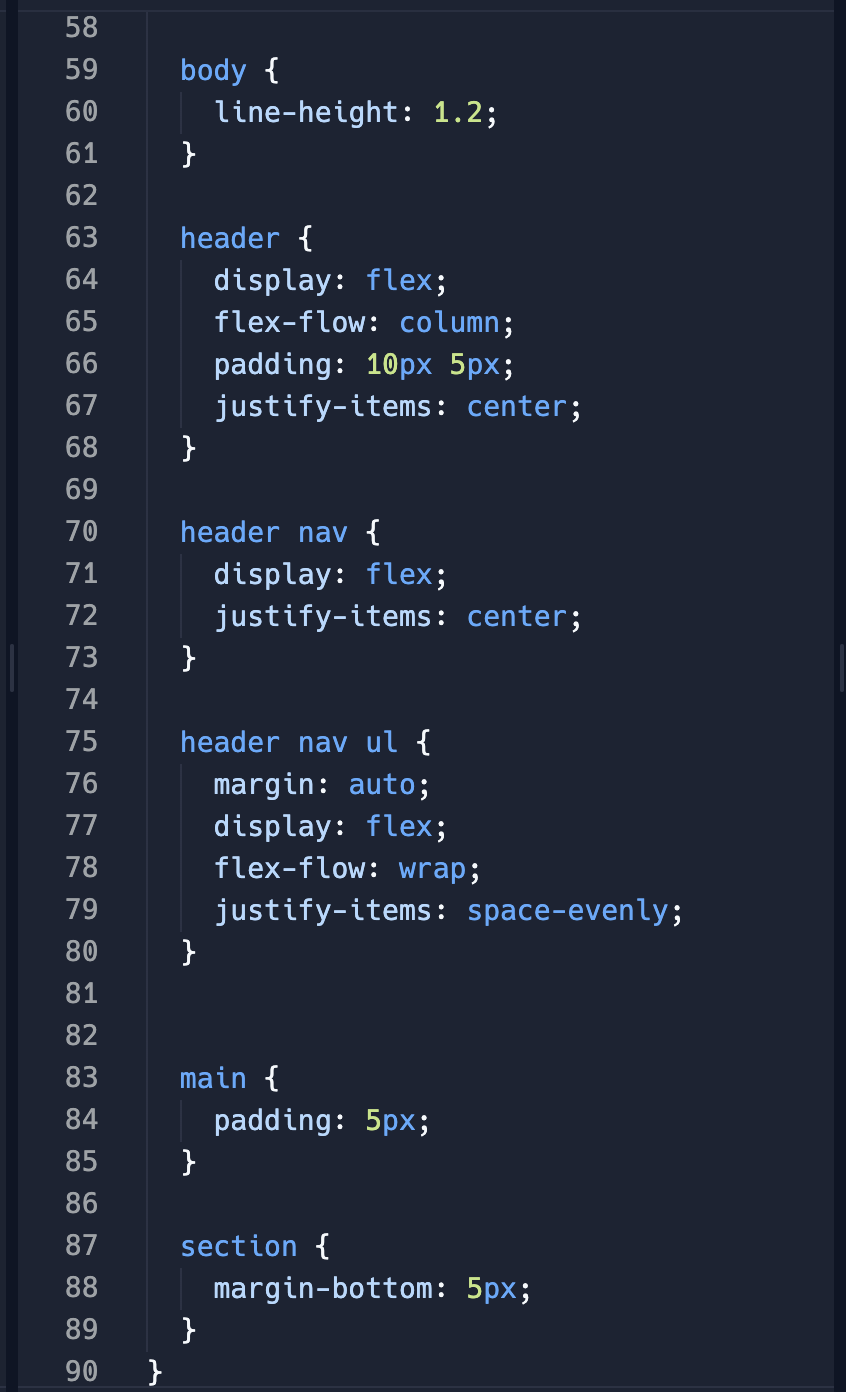 58
59 body {
60 line-height: 1.2;
61 }
62
63 header {
64 display: flex;
65 flex-flow: column;
66 padding: 10px 5px;
67 justify-items: center;
68 }
69
70 header nav {
71 display: flex;
72 justify-items: center;
73 }
74
75 header nav ul {
76 margin: auto;
77 display: flex;
78 flex-flow: wrap;
79 justify-items: space-evenly;
80 }
81
82
83 main {
84 padding: 5px;
85 }
86
87 section {
88 margin-bottom: 5px;
89 }
90 }